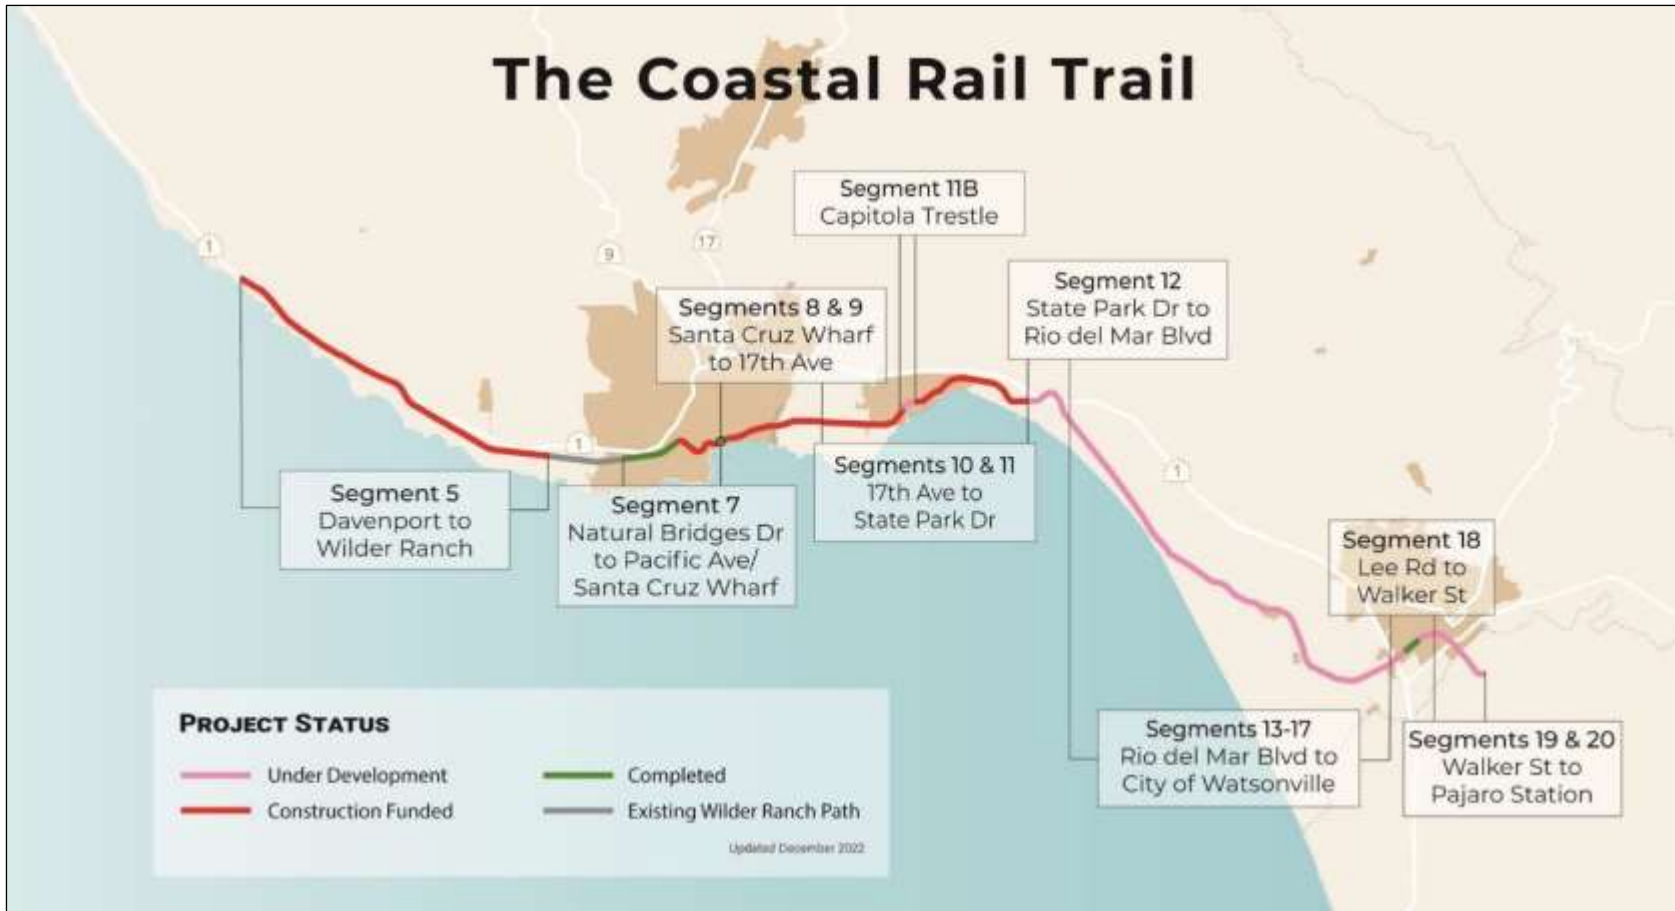 The Coastal Rail Trail
Segment 11B
Capitola Trestle
1
9
17
Segment 12
State Park Dr to
Rio del Mar Blvd
Segments 8 & 9
Santa Cruz Wharf
to 17th Ave
1
1
Segments 10 & 11
17th Ave to
State Park Dr
Segment 5
Davenport to
Wilder Ranch
Segment 7
Natural Bridges Dr
to Pacific Ave/
Santa Cruz Wharf
Segment 18
Lee Rd to
Walker St
Segments 13-17
Rio del Mar Blvd to
City of Watsonville
Segments 19 & 20
Walker St to
Pajaro Station
PROJECT STATUS
Under Development
Construction Funded
Completed
Existing Wilder Ranch Path
Updated December 2022